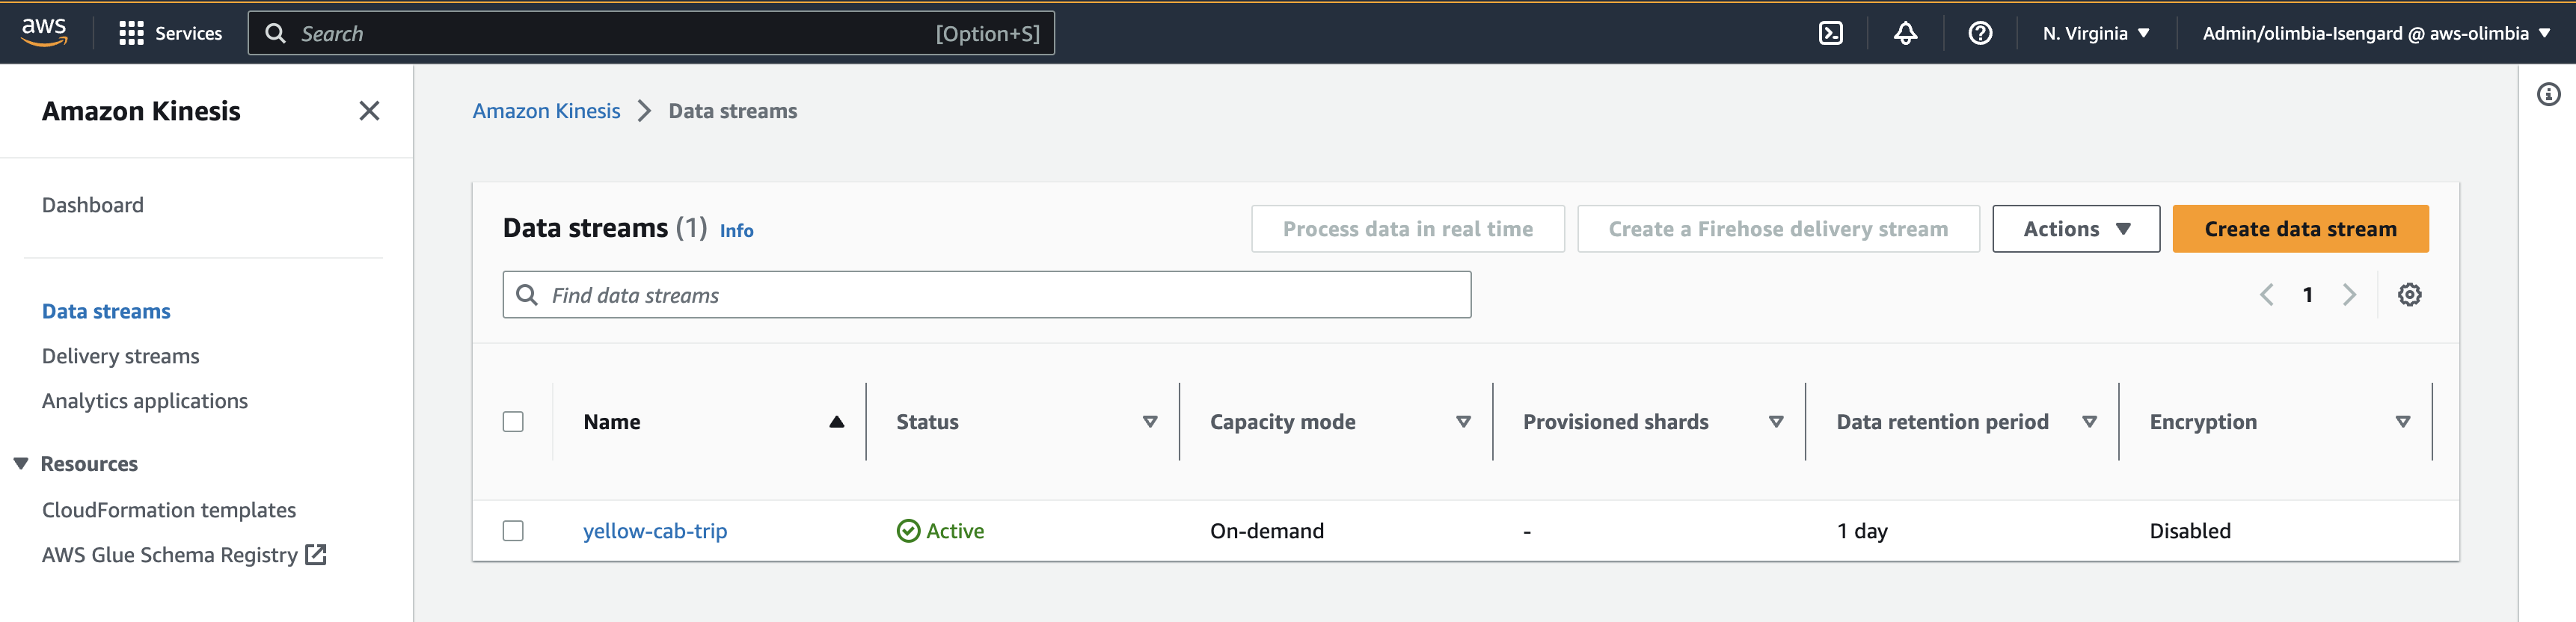 aws
Services
Search [Option+S]
N. Virginia
Admin/olimbia-Isengard @ aws-olimbia
Amazon Kinesis
Dashboard
Data streams
Delivery streams
Analytics applications
Resources
CloudFormation templates
AWS Glue Schema Registry
Amazon Kinesis > Data streams
Data streams (1) Info
Process data in real time
Create a Firehose delivery stream
Actions
Create data stream
Find data streams
1
Name Status Capacity mode Provisioned shards Data retention period Encryption
yellow-cab-trip Active On-demand - 1 day Disabled